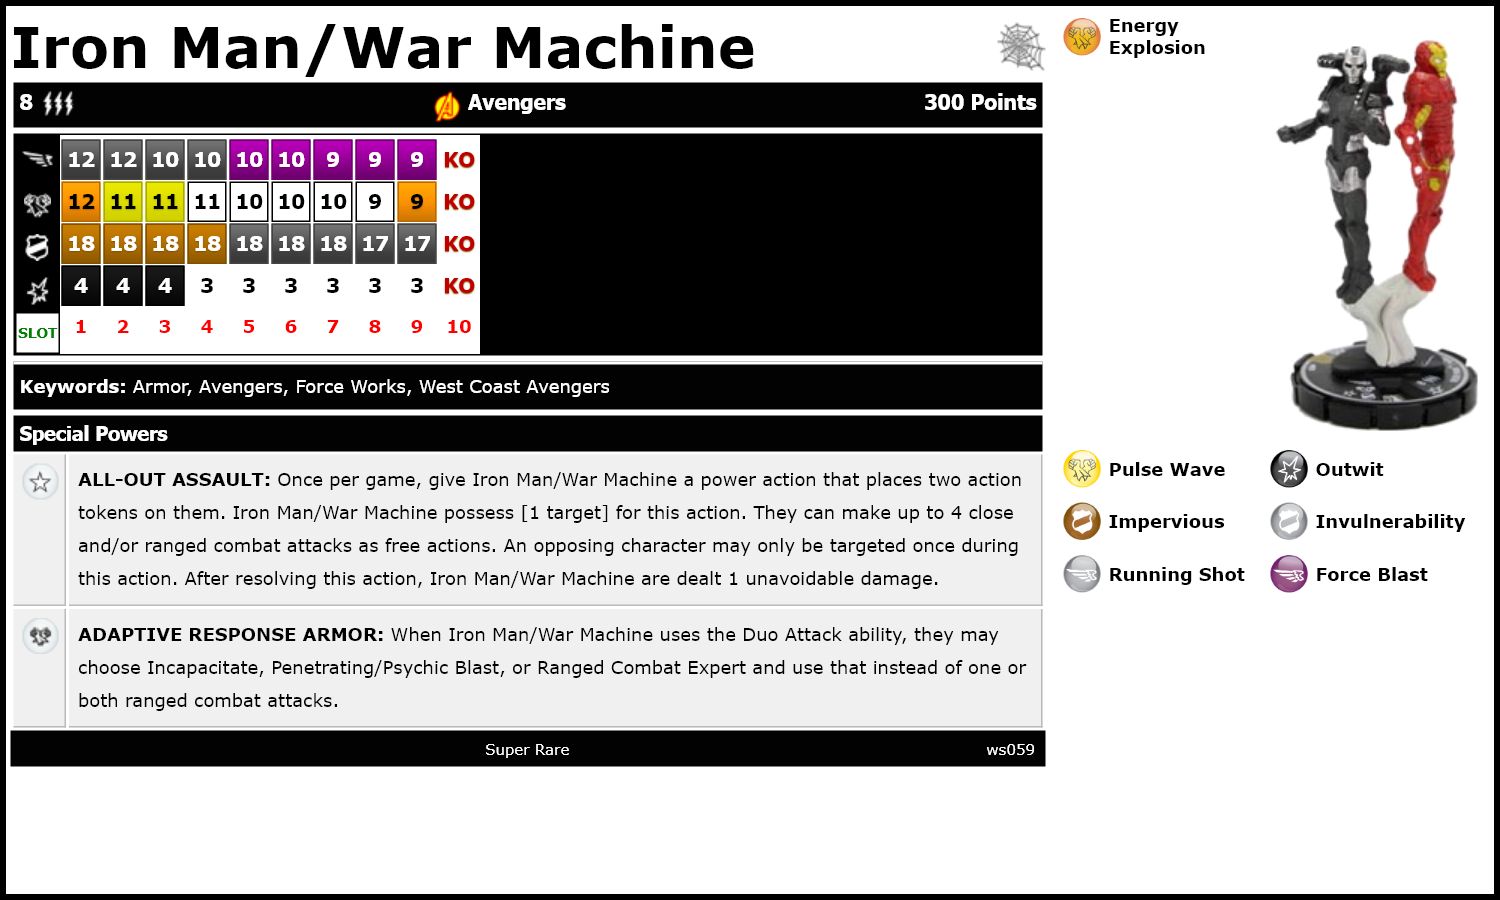 Iron Man/War Machine
8
Avengers
300 Points
12 12 10 10 10 10 9 9 9 KO
12 11 11 11 10 10 10 9 9 KO
18 18 18 18 18 18 18 17 17 KO
4 4 4 3 3 3 3 3 3 KO
SLOT 1 2 3 4 5 6 7 8 9 10
Keywords: Armor, Avengers, Force Works, West Coast Avengers
Special Powers
ALL-OUT ASSAULT: Once per game, give Iron Man/War Machine a power action that places two action
tokens on them. Iron Man/War Machine possess [1 target] for this action. They can make up to 4 close
and/or ranged combat attacks as free actions. An opposing character may only be targeted once during
this action. After resolving this action, Iron Man/War Machine are dealt 1 unavoidable damage.
ADAPTIVE RESPONSE ARMOR: When Iron Man/War Machine uses the Duo Attack ability, they may
choose Incapacitate, Penetrating/Psychic Blast, or Ranged Combat Expert and use that instead of one or
both ranged combat attacks.
Super Rare
ws059
Energy
Explosion
Pulse Wave
Outwit
Impervious
Invulnerability
Running Shot
Force Blast